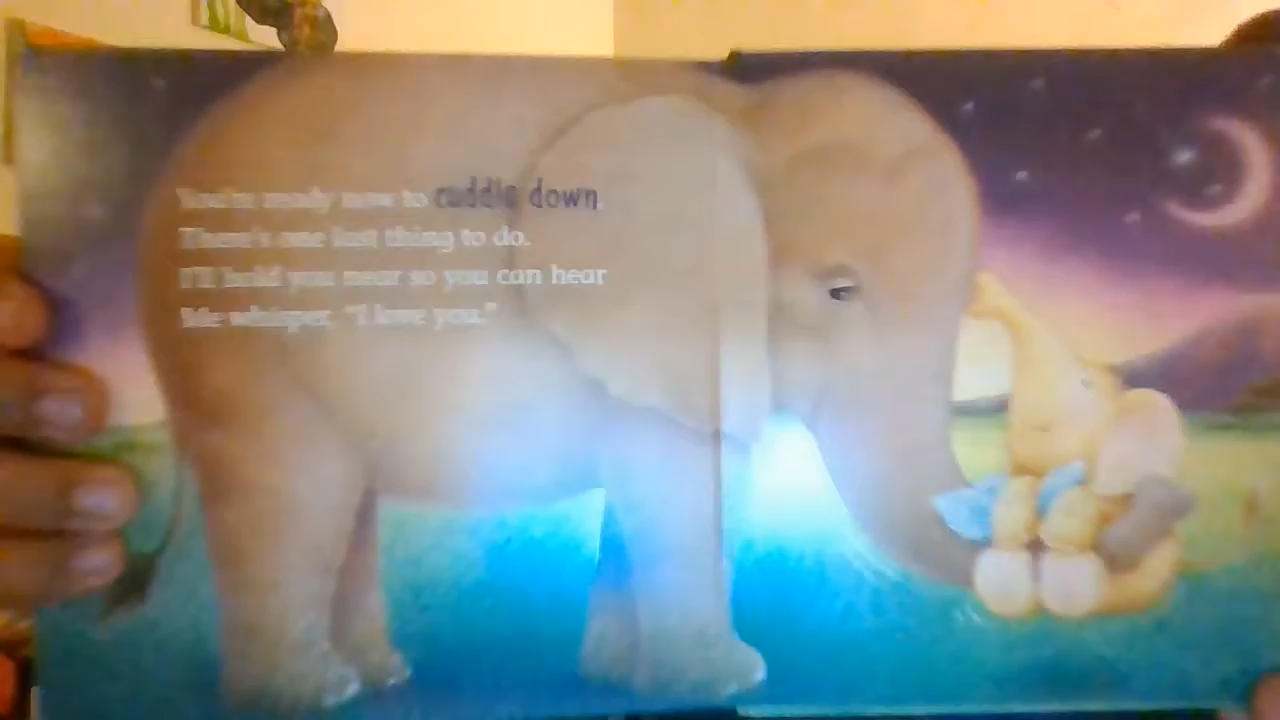 You're ready now to cuddle down.
There's one last thing to do.
I'll hold you near so you can hear
Me whisper, "I love you."